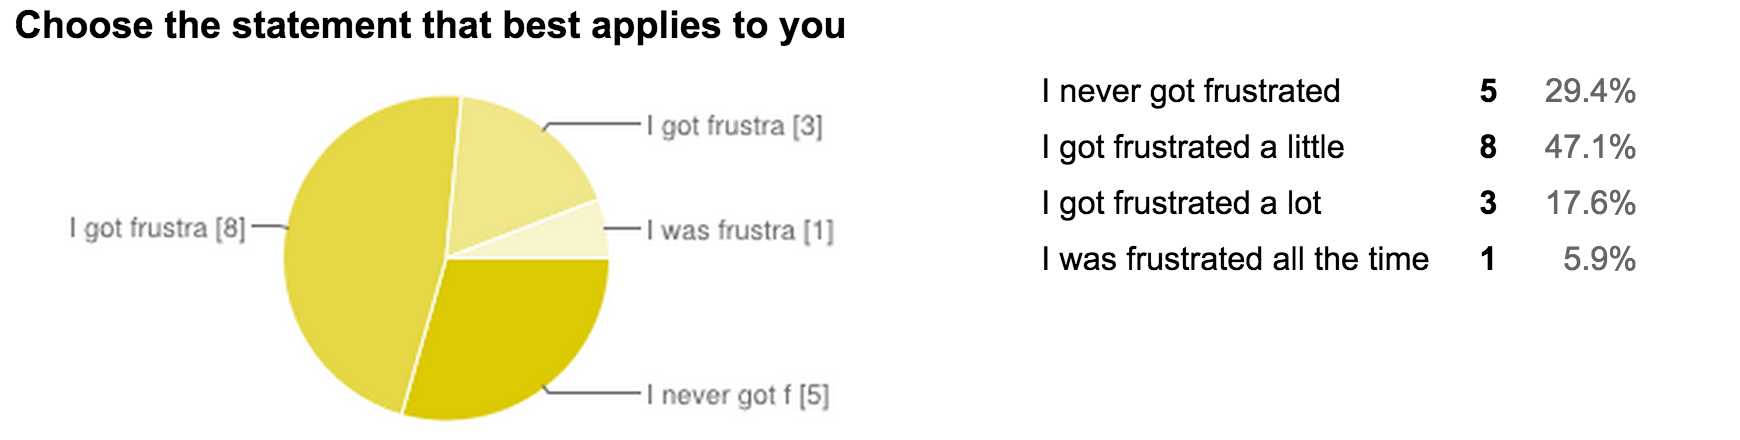 Choose the statement that best applies to you
I got frustra [3]
I got frustra [8]
I was frustra [1]
I never got f [5]
I never got frustrated 5 29.4%
I got frustrated a little 8 47.1%
I got frustrated a lot 3 17.6%
I was frustrated all the time 1 5.9%